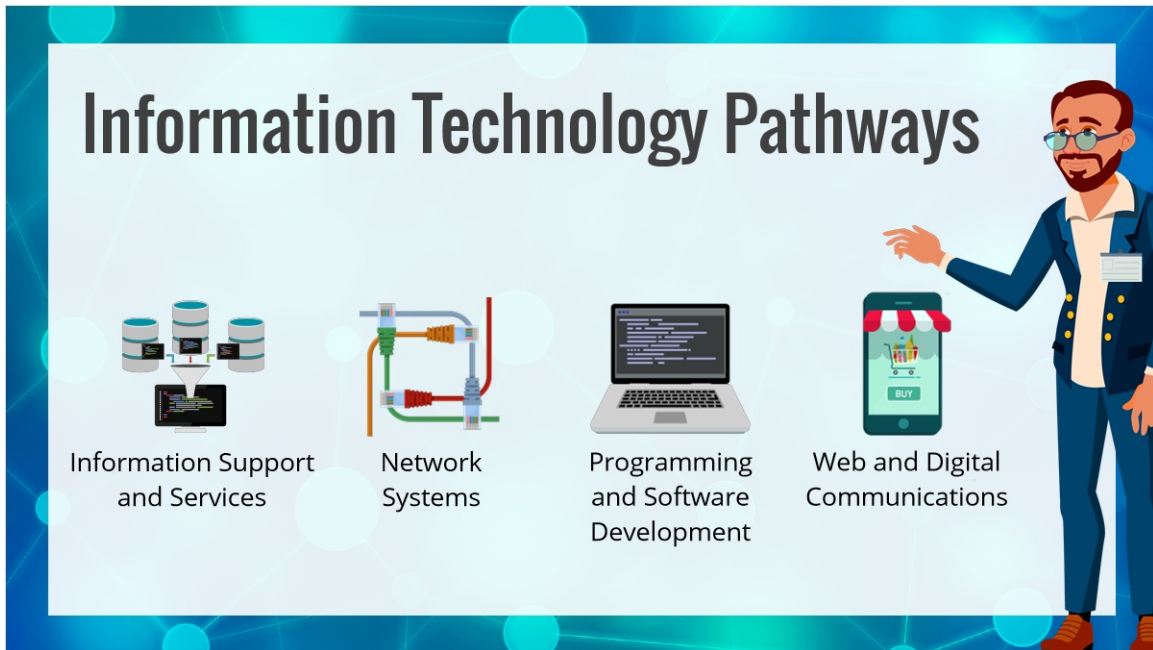 Information Technology Pathways
Information Support
and Services
Network
Systems
Programming
and Software
Development
BUY
Web and Digital
Communications